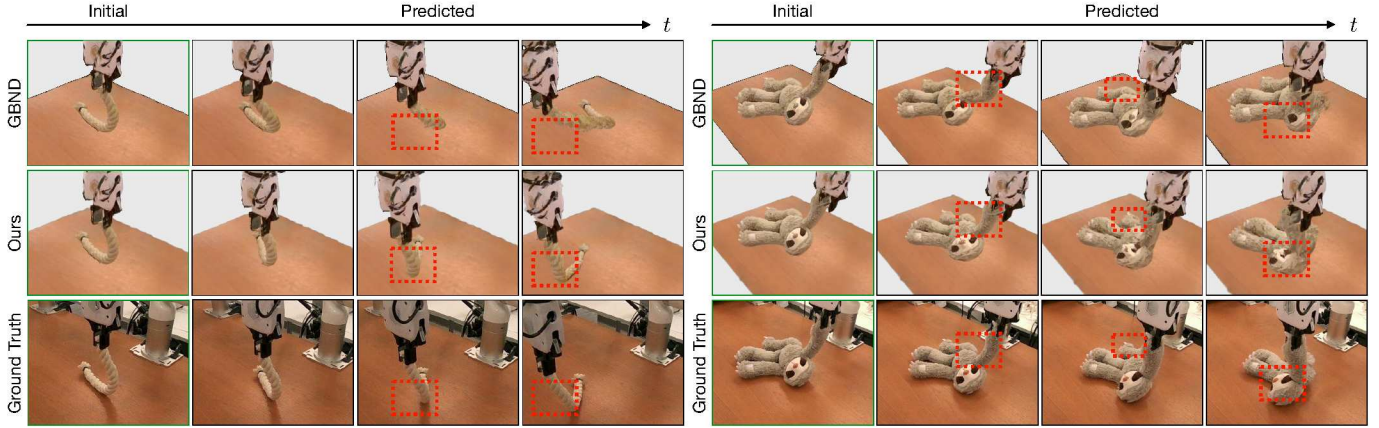 Initial Predicted t Initial Predicted t
GBND GBND
Ours Ours
Ground Truth Ground Truth